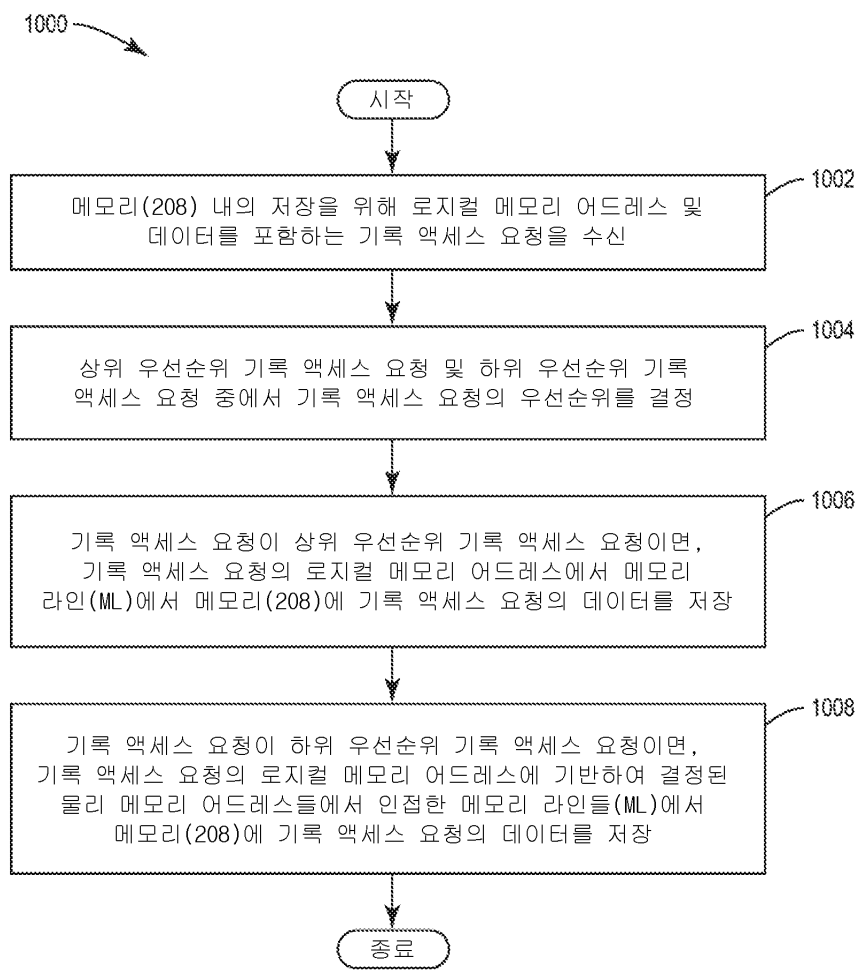 1000
시작
1002
메모리(208) 내의 저장을 위해 로지컬 메모리 어드레스 및
데이터를 포함하는 기록 액세스 요청을 수신
1004
상위 우선순위 기록 액세스 요청 및 하위 우선순위 기록
액세스 요청 중에서 기록 액세스 요청의 우선순위를 결정
1006
기록 액세스 요청이 상위 우선순위 기록 액세스 요청이면,
기록 액세스 요청의 로지컬 메모리 어드레스에서 메모리
라인(ML)에서 메모리(208)에 기록 액세스 요청의 데이터를 저장
1008
기록 액세스 요청이 하위 우선순위 기록 액세스 요청이면,
기록 액세스 요청의 로지컬 메모리 어드레스에 기반하여 결정된
물리 메모리 어드레스들에서 인접한 메모리 라인들(ML)에서
메모리(208)에 기록 액세스 요청의 데이터를 저장
종료